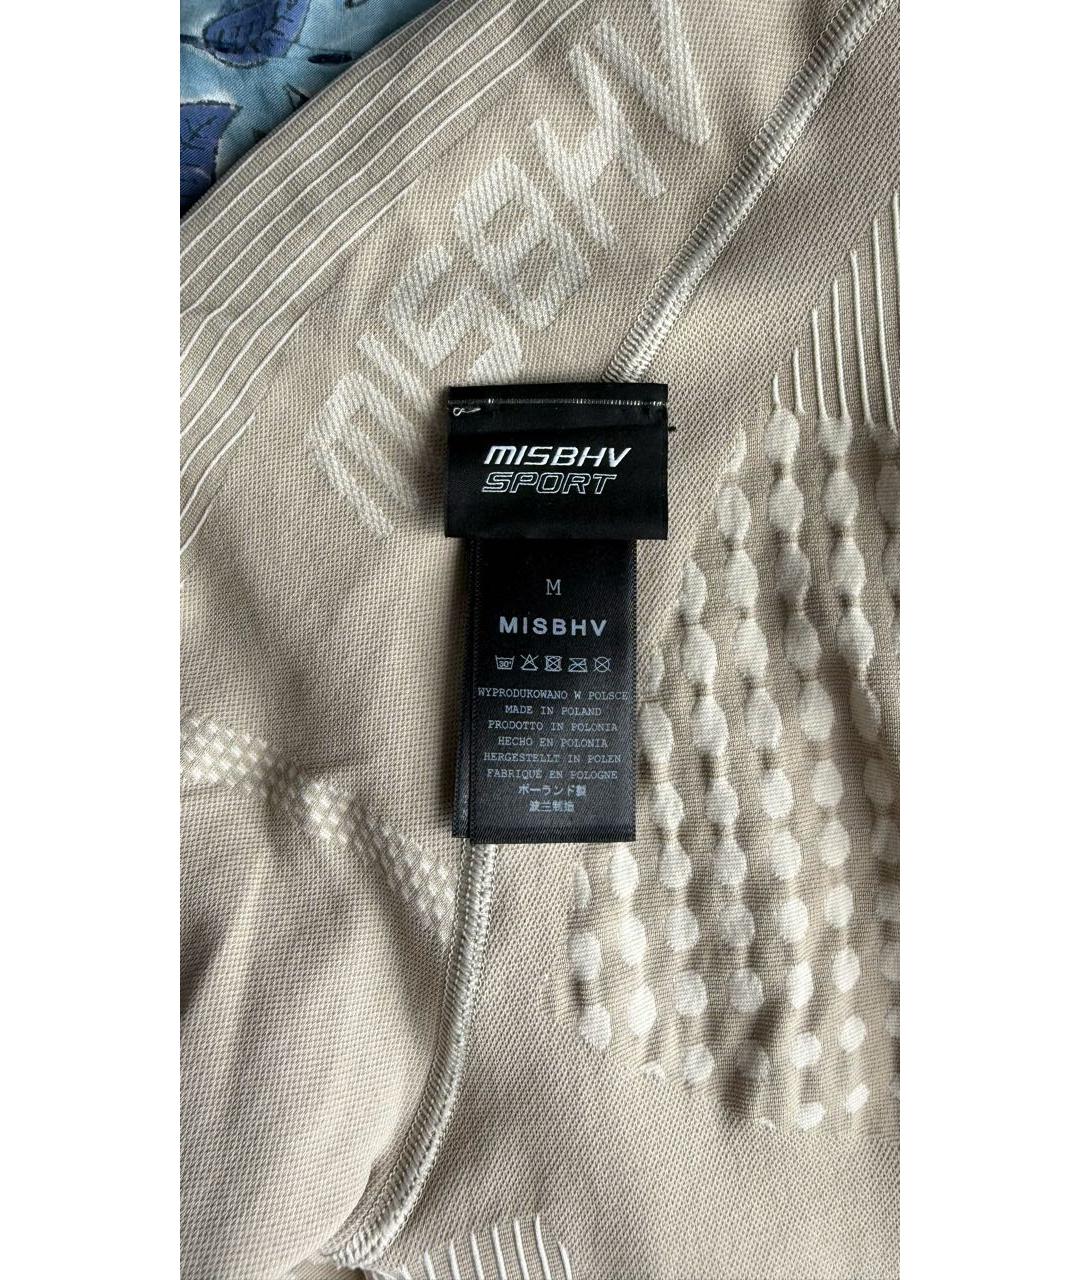 MISBHV
MISBHV
SPORT
M
MISBHV
30°
WYPRODUKOWANO W POLSCE
MADE IN POLAND
PRODOTTO IN POLONIA
HECHO EN POLONIA
HERGESTELLT IN POLEN
FABRIQUÉ EN POLOGNE
ポーランド製
波兰制造